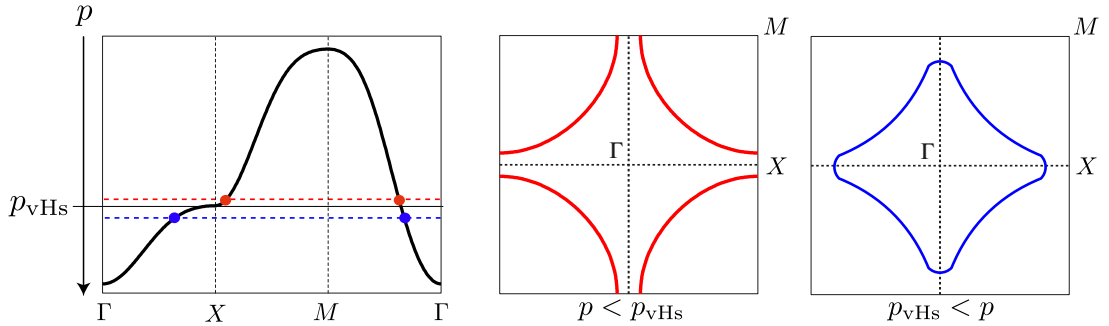 p
p_vHs
Γ X M Γ
M
Γ
X
p < p_vHs
M
Γ
X
p_vHs < p